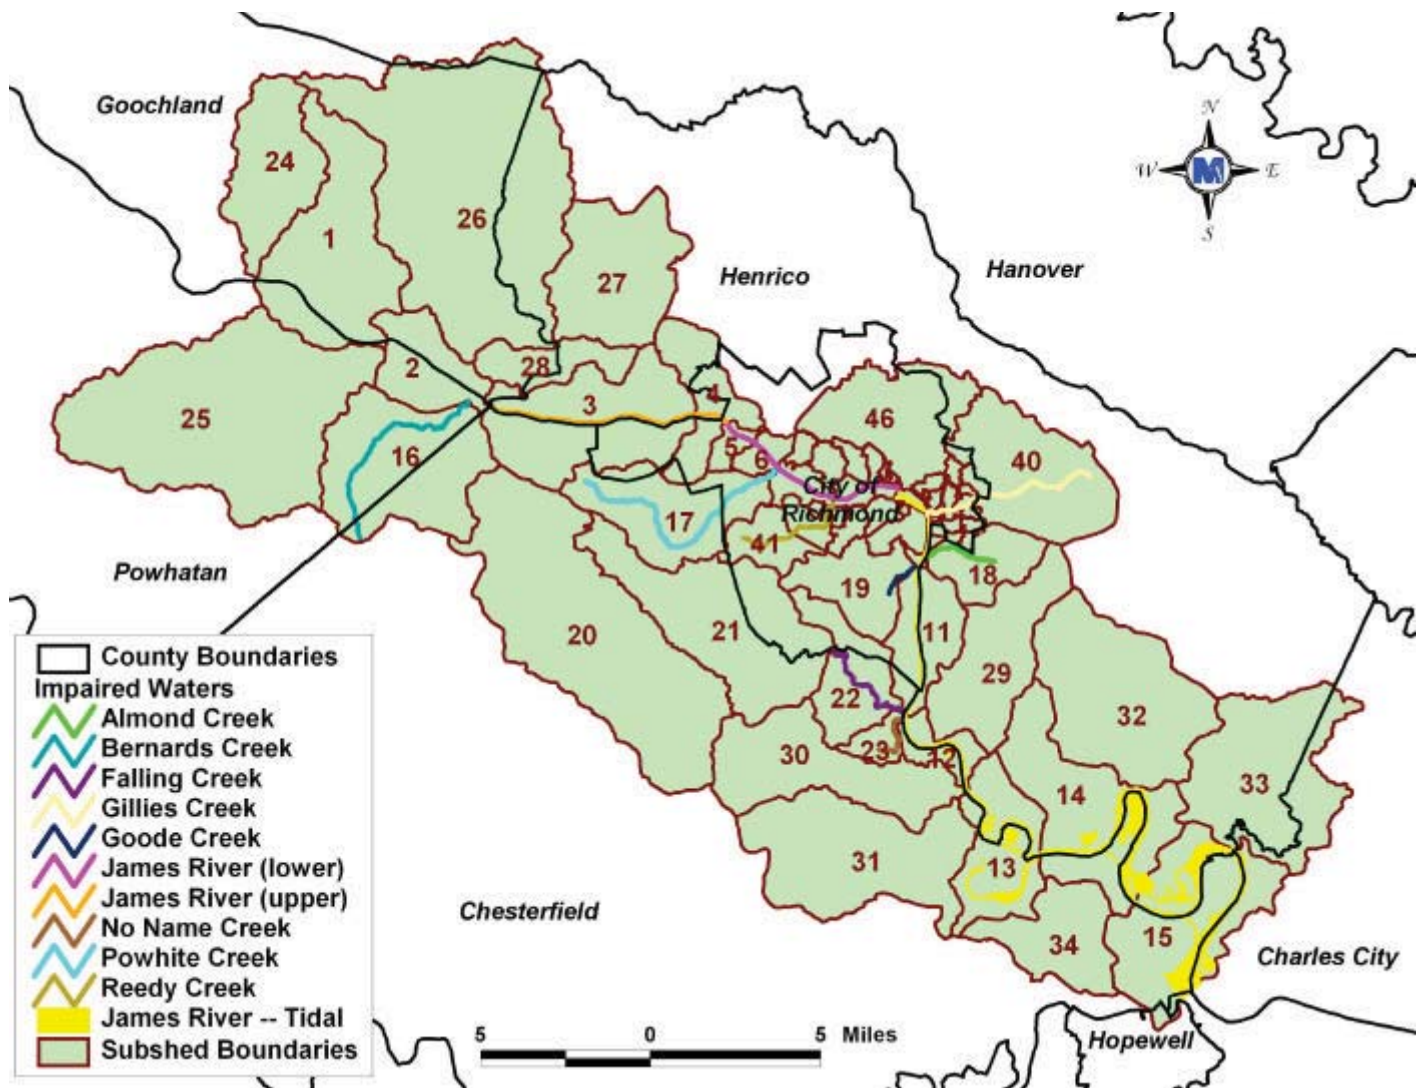 Goochland
N
W
M
E
S
24
26
1
27
Henrico
Hanover
2
28
3
4
46
25
16
5
6
40
City of
Richmond
17
41
18
Powhatan
19
20
21
11
29
22
32
30
23
12
33
14
31
13
15
34
Chesterfield
Charles City
Hopewell
County Boundaries
Impaired Waters
Almond Creek
Bernards Creek
Falling Creek
Gillies Creek
Goode Creek
James River (lower)
James River (upper)
No Name Creek
Powhite Creek
Reedy Creek
James River -- Tidal
Subshed Boundaries
5
0
5
Miles